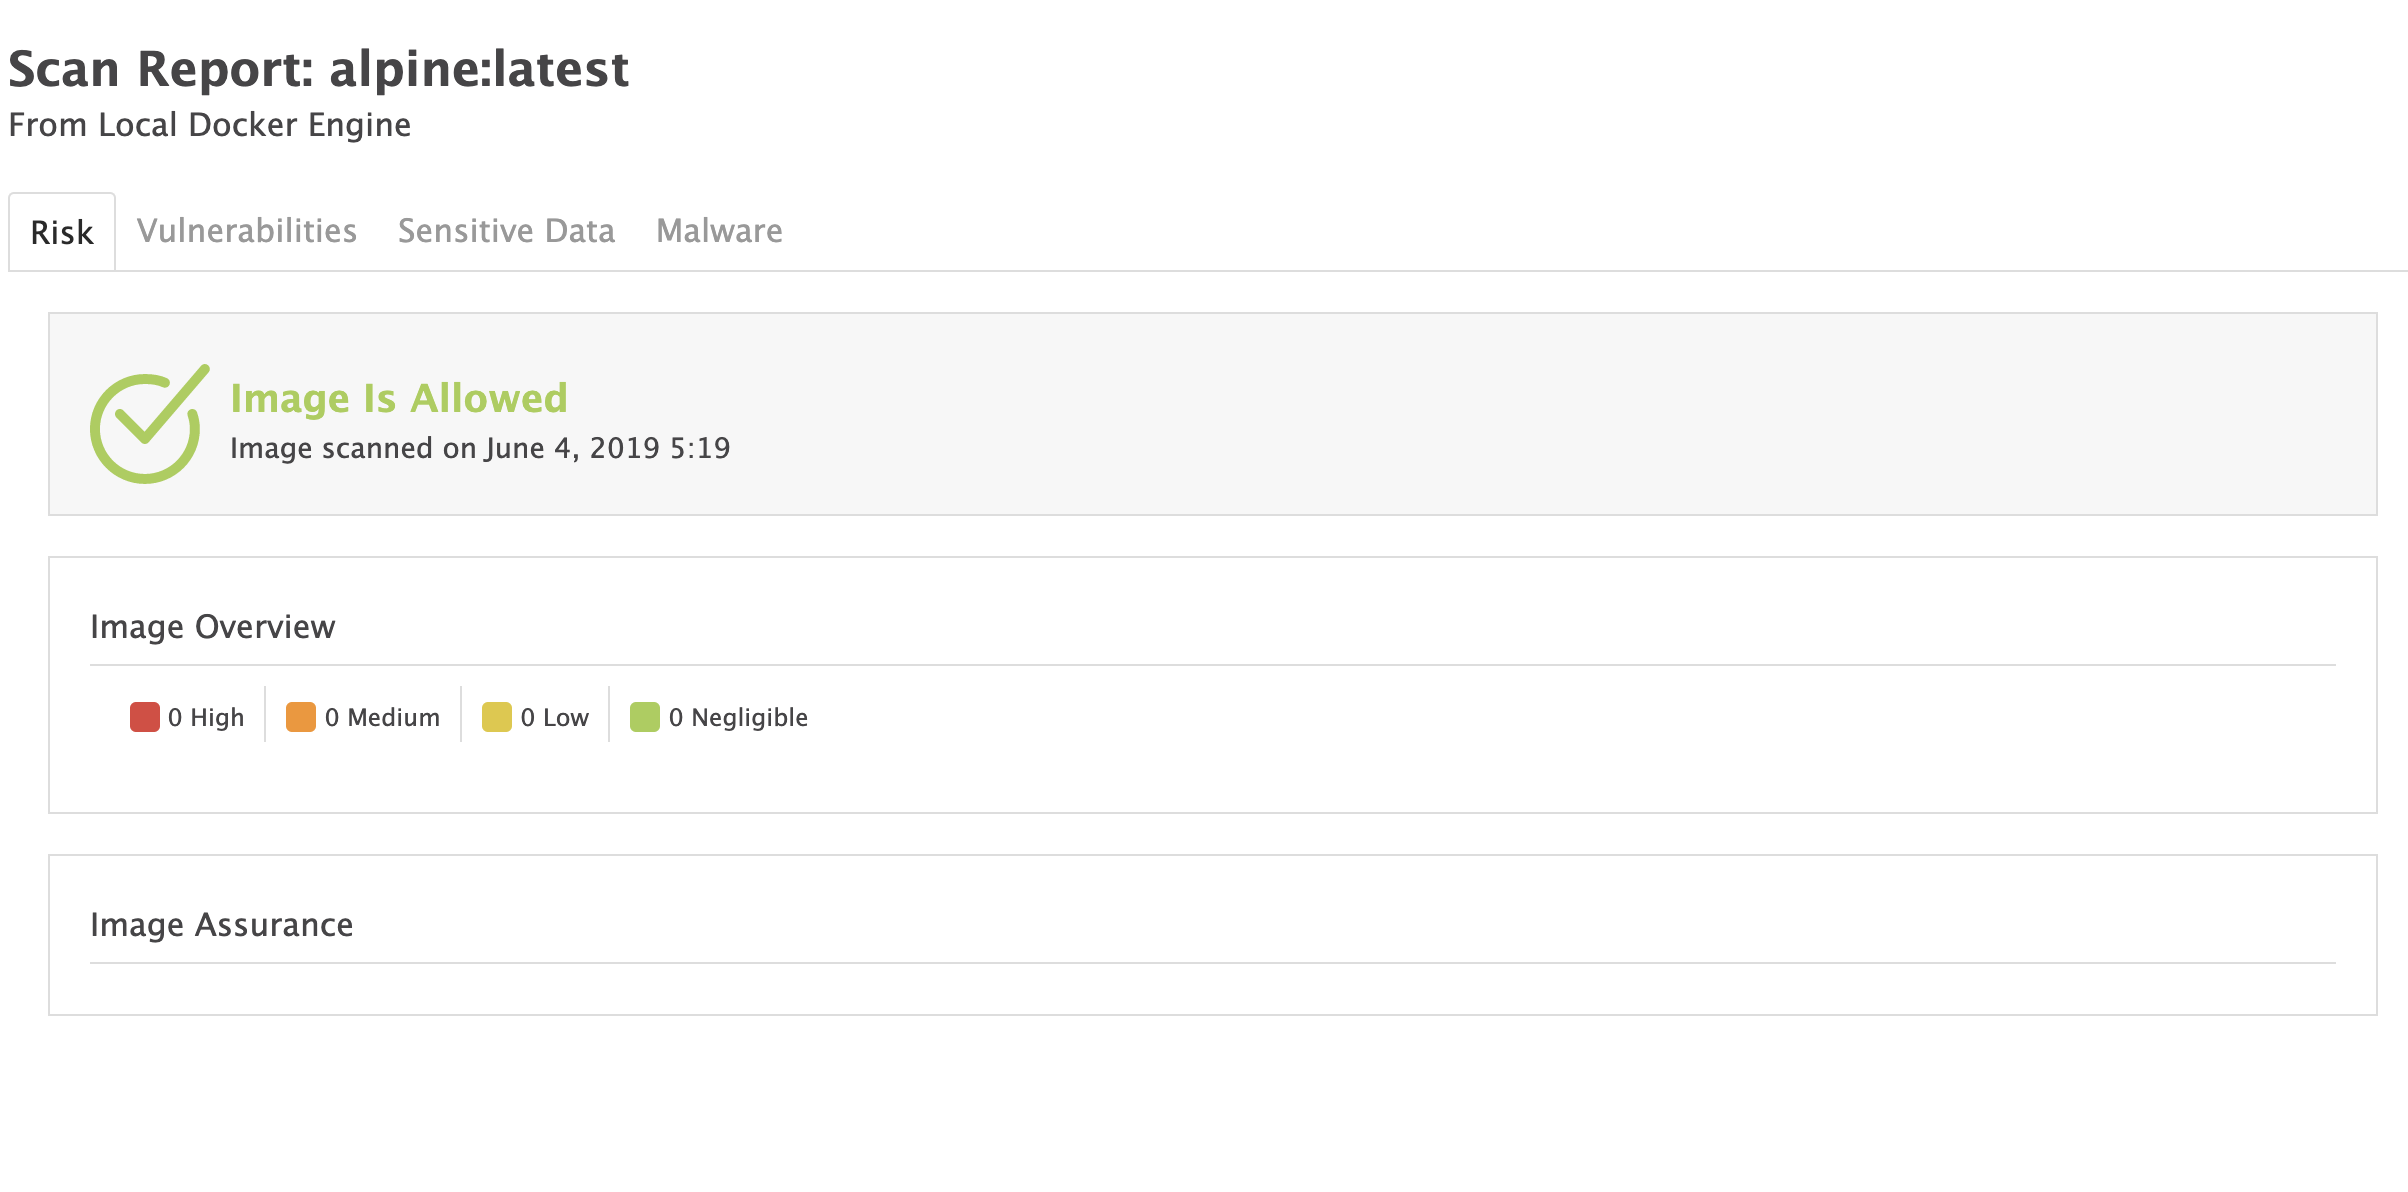 Scan Report: alpine:latest
From Local Docker Engine
Risk Vulnerabilities Sensitive Data Malware
Image Is Allowed
Image scanned on June 4, 2019 5:19
Image Overview
0 High 0 Medium 0 Low 0 Negligible
Image Assurance